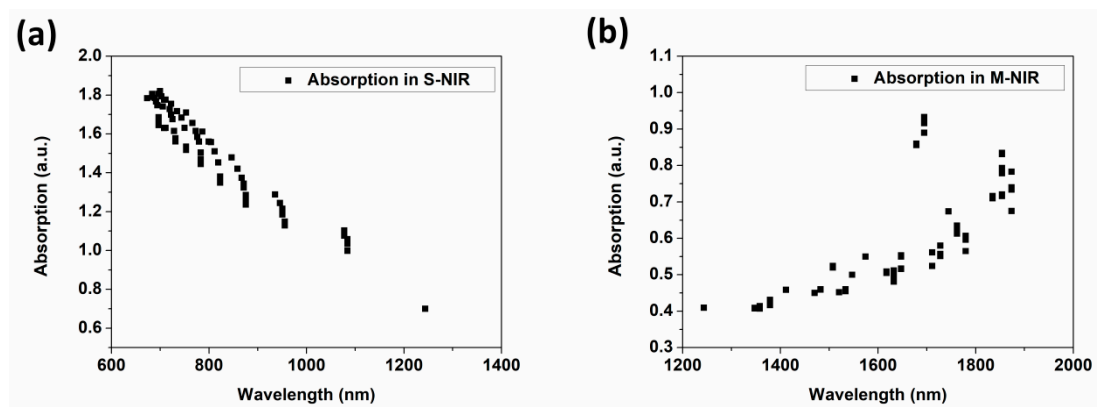 (a)
Absorption in S-NIR
Absorption (a.u.)
2.0
1.8
1.6
1.4
1.2
1.0
0.8
0.6
600 800 1000 1200 1400
Wavelength (nm)
(b)
Absorption in M-NIR
Absorption (a.u.)
1.1
1.0
0.9
0.8
0.7
0.6
0.5
0.4
0.3
1200 1400 1600 1800 2000
Wavelength (nm)